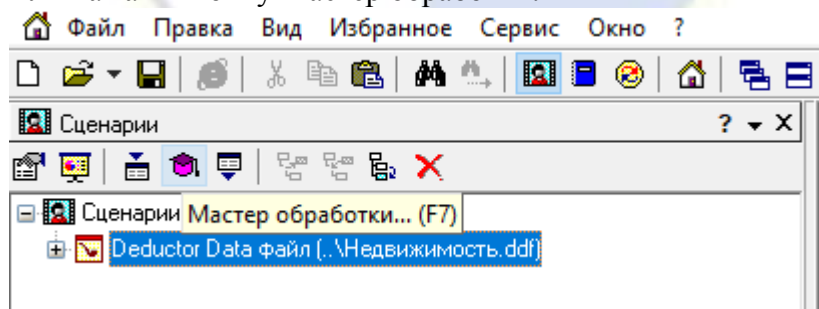 Файл Правка Вид Избранное Сервис Окно ?
Сценарии ? X
Сценарии Мастер обработки... (F7)
Deductor Data файл (..\Недвижимость.ddf)